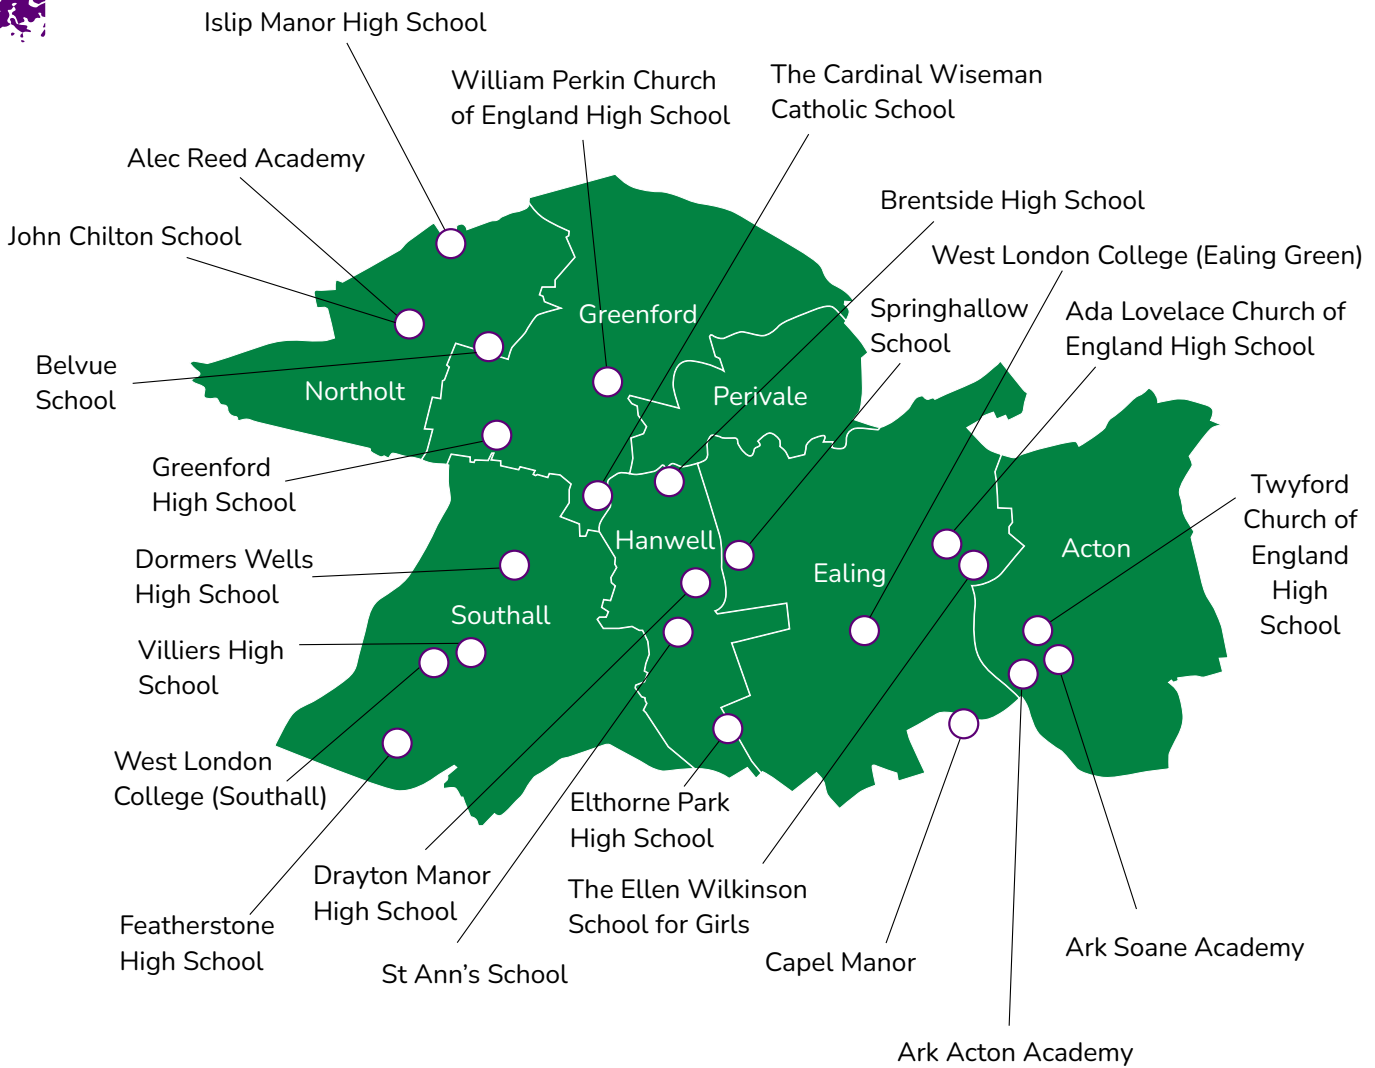 Islip Manor High School
William Perkin Church
of England High School
The Cardinal Wiseman
Catholic School
Alec Reed Academy
Brentside High School
John Chilton School
West London College (Ealing Green)
Springhallow
School
Ada Lovelace Church of
England High School
Greenford
Belvue
School
Northolt
Perivale
Greenford
High School
Twyford
Church of
England
High
School
Hanwell
Acton
Dormers Wells
High School
Ealing
Southall
Villiers High
School
West London
College (Southall)
Elthorne Park
High School
Drayton Manor
High School
The Ellen Wilkinson
School for Girls
Featherstone
High School
St Ann’s School
Capel Manor
Ark Soane Academy
Ark Acton Academy